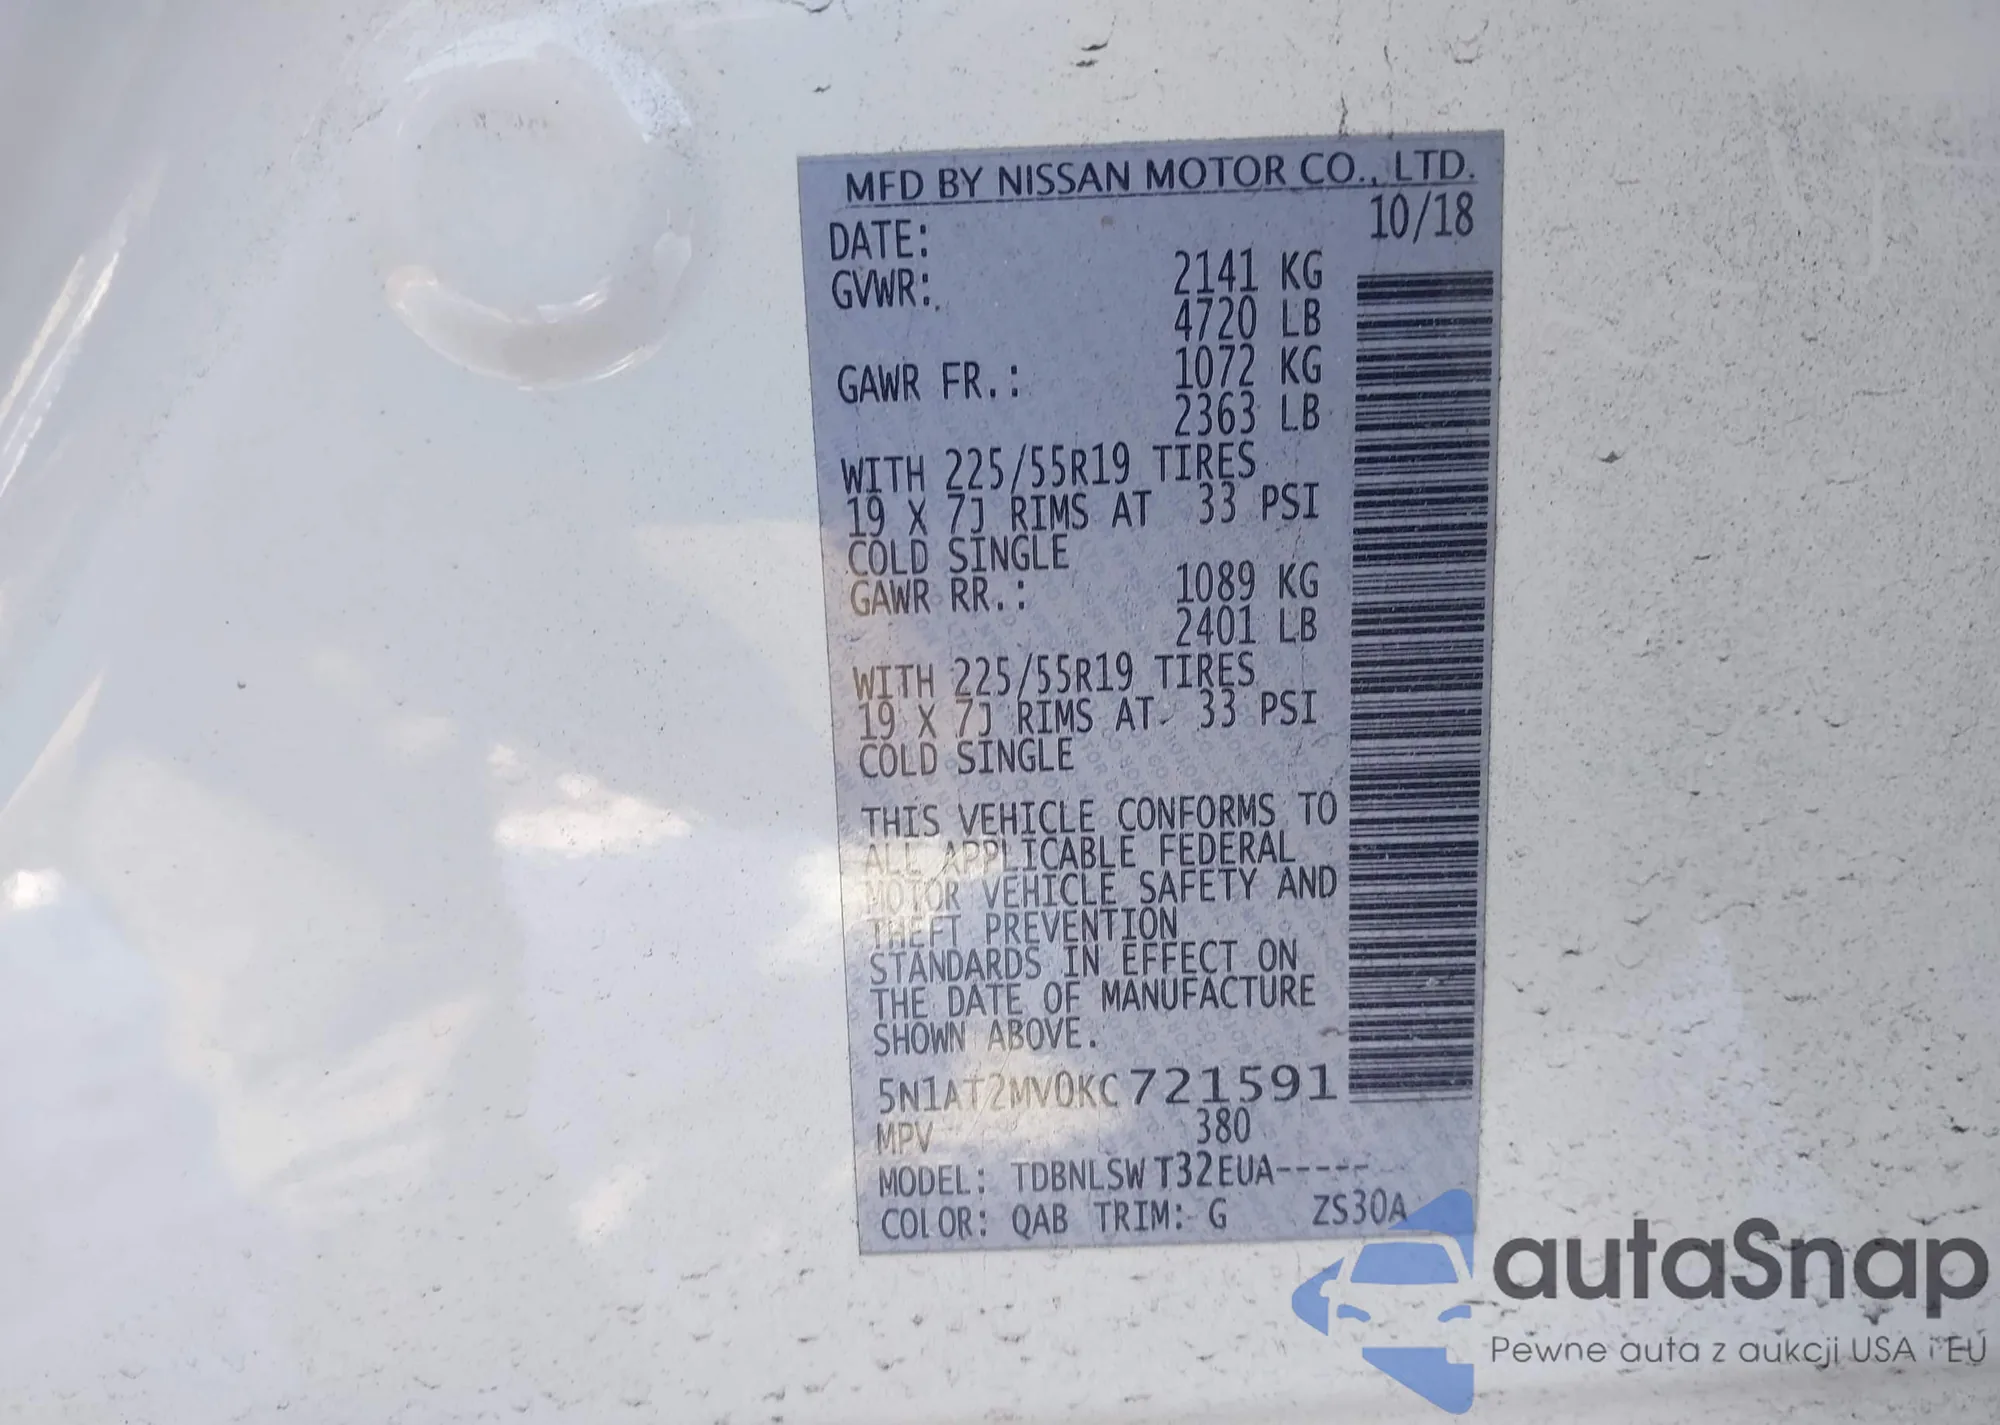 MFD BY NISSAN MOTOR CO., LTD.
DATE: 10/18
GVWR: 2141 KG
4720 LB
GAWR FR.: 1072 KG
2363 LB
WITH 225/55R19 TIRES
19 X 7J RIMS AT 33 PSI
COLD SINGLE
GAWR RR.: 1089 KG
2401 LB
WITH 225/55R19 TIRES
19 X 7J RIMS AT 33 PSI
COLD SINGLE
THIS VEHICLE CONFORMS TO
ALL APPLICABLE FEDERAL
MOTOR VEHICLE SAFETY AND
THEFT PREVENTION
STANDARDS IN EFFECT ON
THE DATE OF MANUFACTURE
SHOWN ABOVE.
5N1AT2MV0KC721591
MPV 380
MODEL: TDBNLSW T32EUA-----
COLOR: QAB TRIM: G ZS30A
autaSnap
Pewne auta z aukcji USA i EU